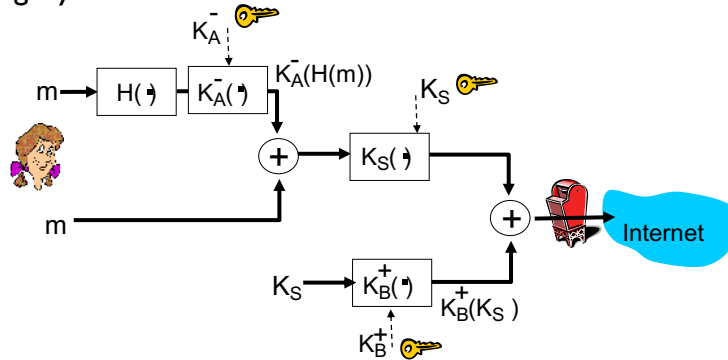 K_A^-
m H(·) K_A^-(·) K_A^-(H(m))
K_S
+ K_S(·)
m
+ Internet
K_S K_B^+(·) K_B^+(K_S)
K_B^+